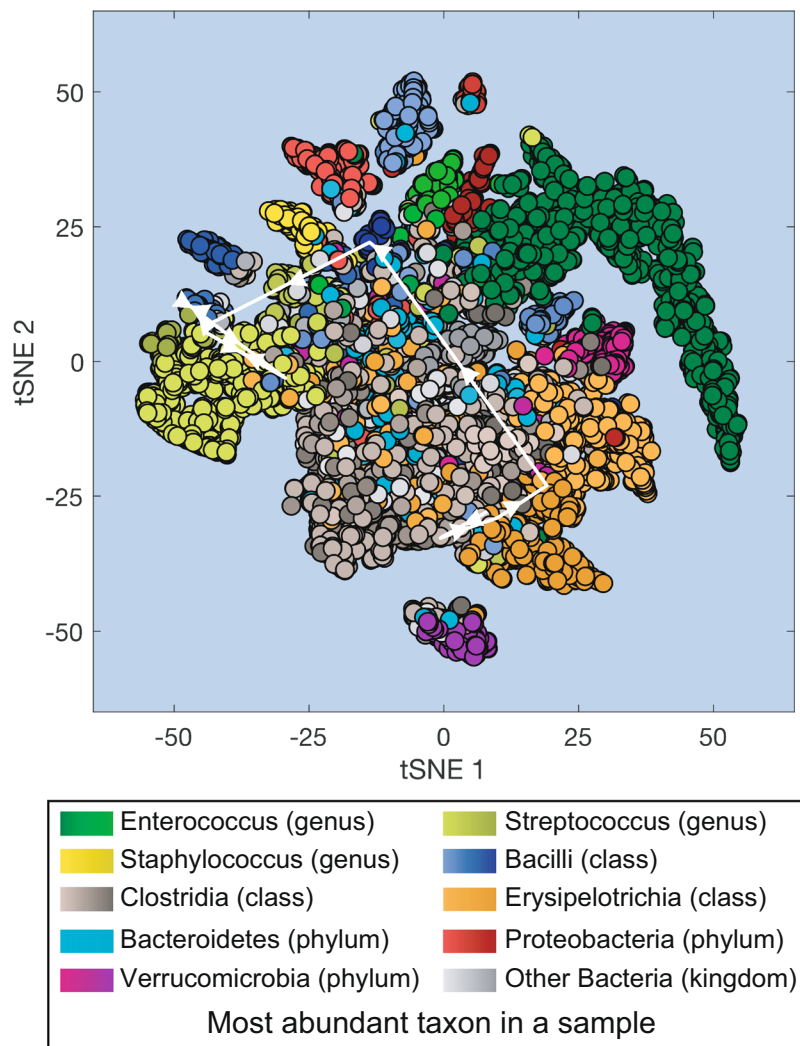 50
25
0
-25
-50
tSNE 2
-50 -25 0 25 50
tSNE 1
Enterococcus (genus) Streptococcus (genus)
Staphylococcus (genus) Bacilli (class)
Clostridia (class) Erysipelotrichia (class)
Bacteroidetes (phylum) Proteobacteria (phylum)
Verrucomicrobia (phylum) Other Bacteria (kingdom)
Most abundant taxon in a sample